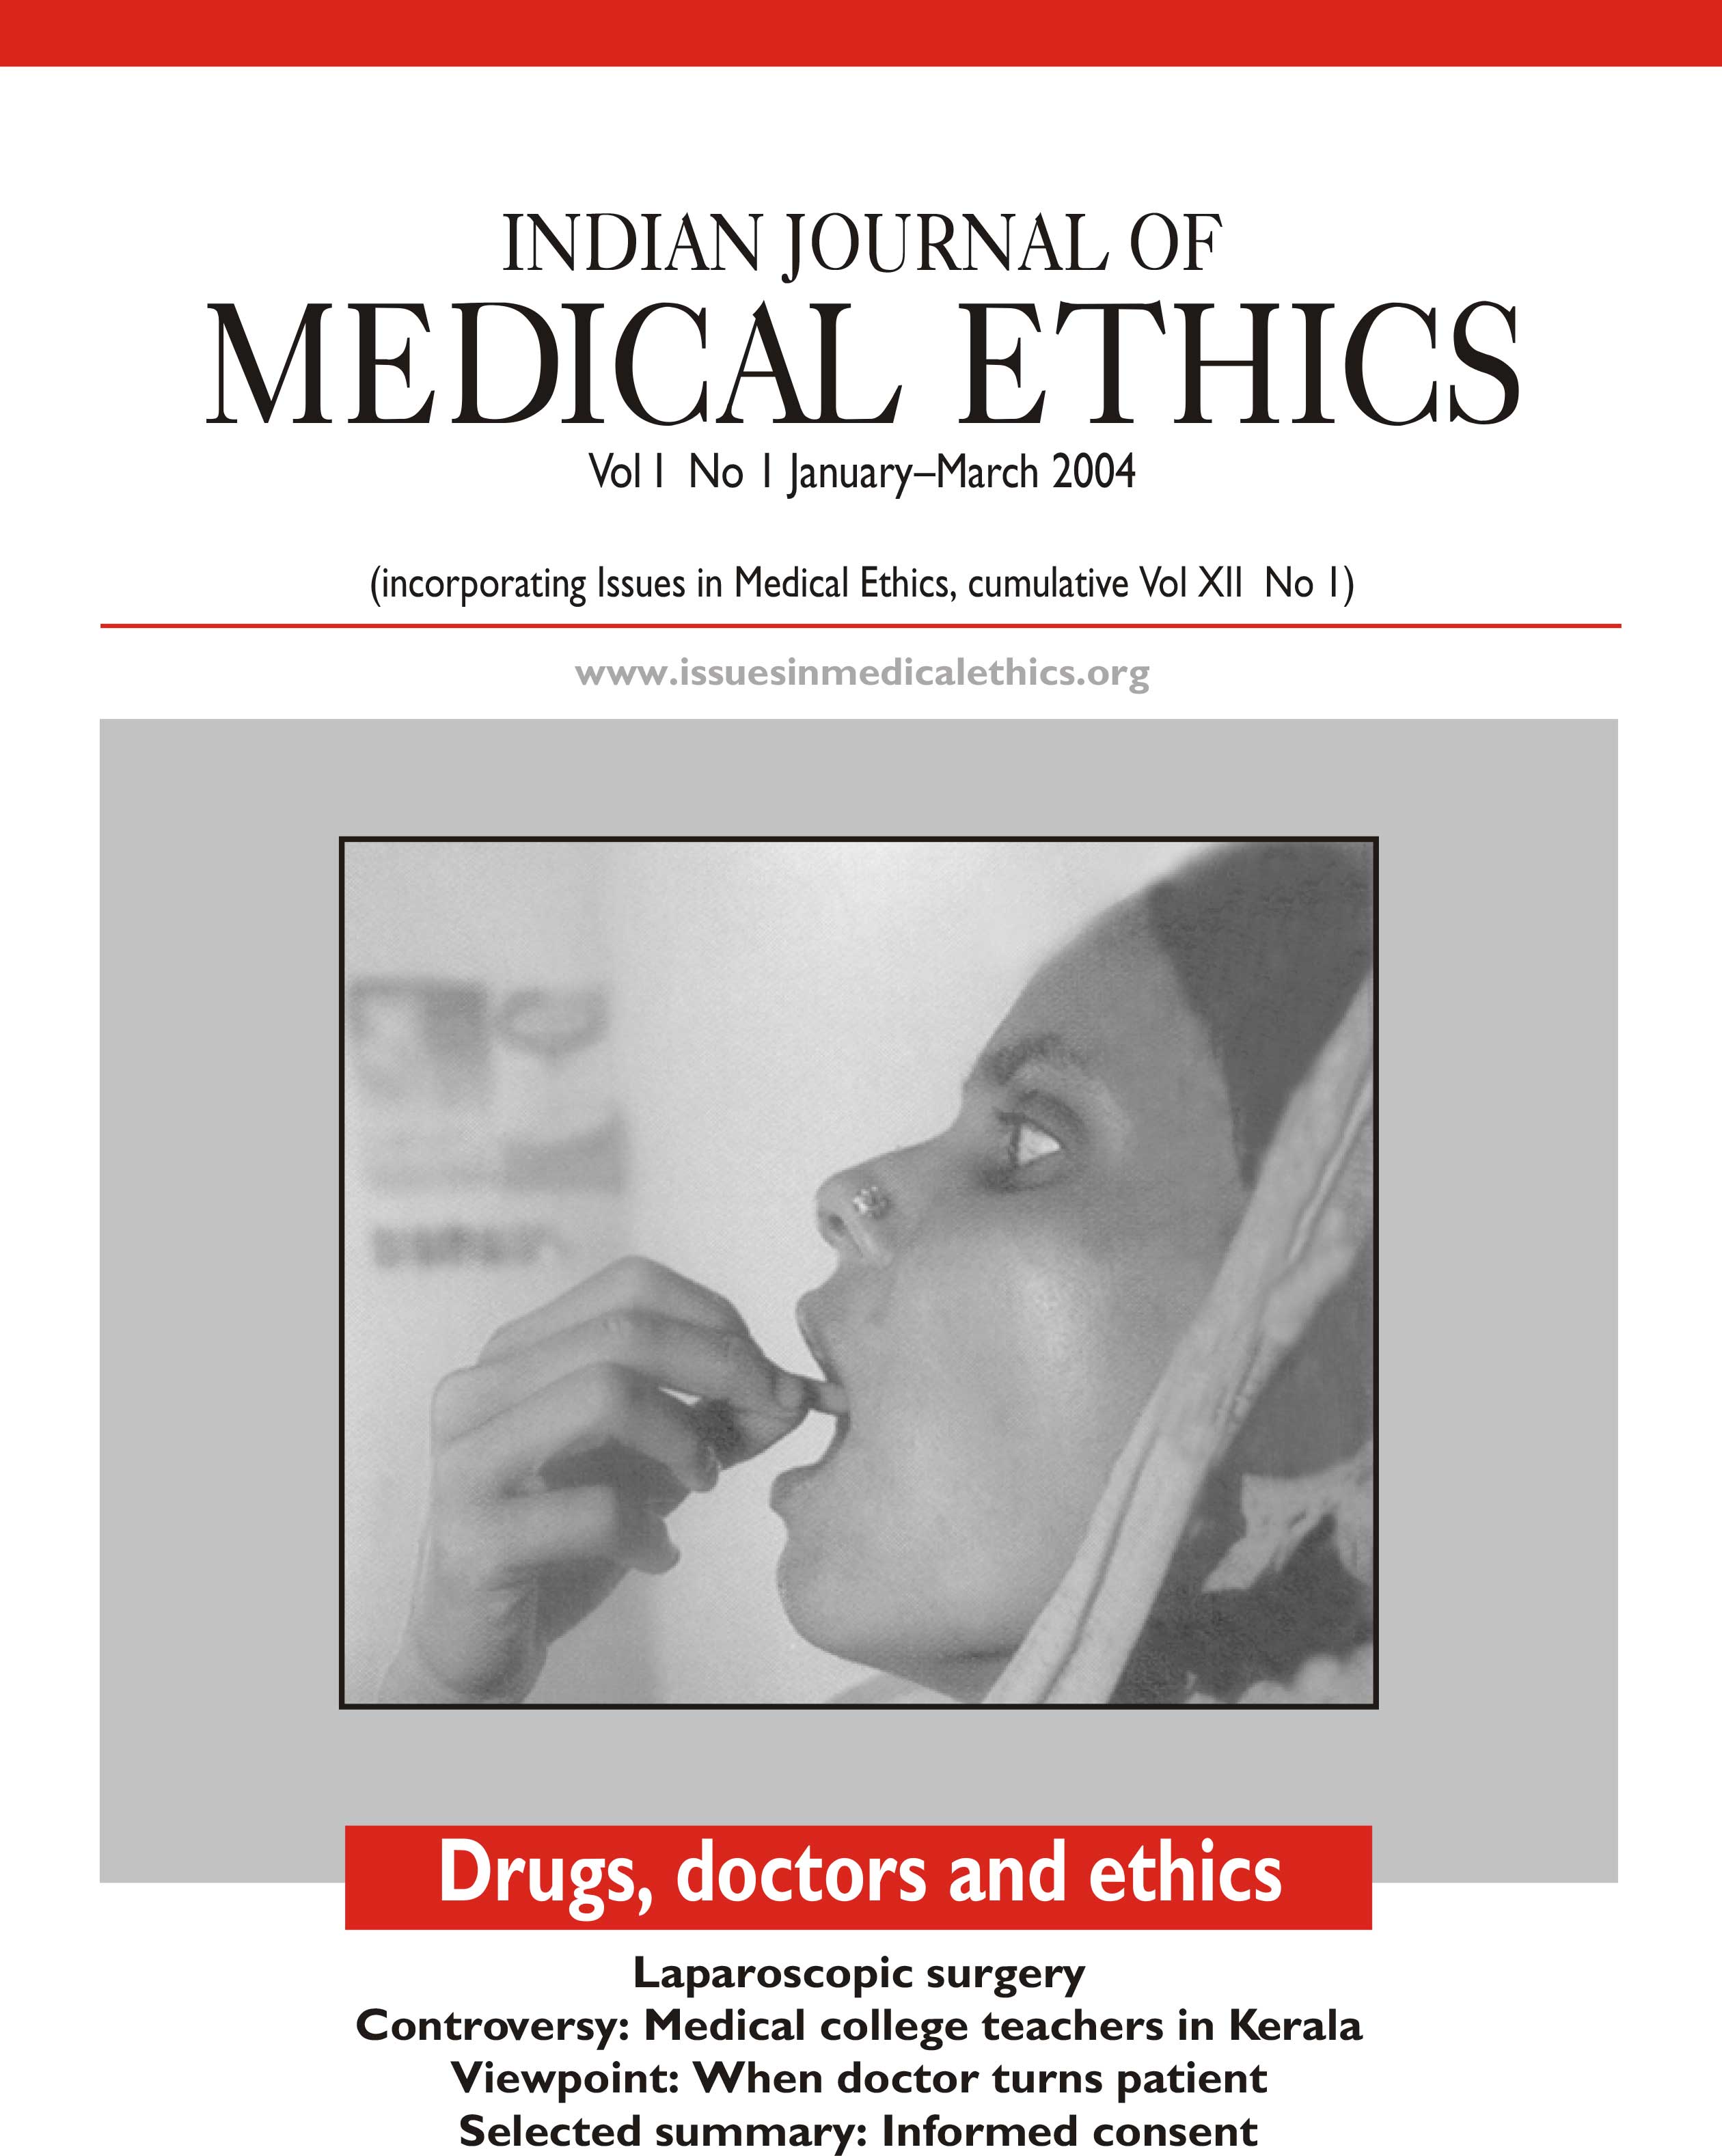 INDIAN JOURNAL OF
MEDICAL ETHICS
Vol I No 1 January–March 2004
(incorporating Issues in Medical Ethics, cumulative Vol XII No 1)
www.issuesinmedicalethics.org
Drugs, doctors and ethics
Laparoscopic surgery
Controversy: Medical college teachers in Kerala
Viewpoint: When doctor turns patient
Selected summary: Informed consent